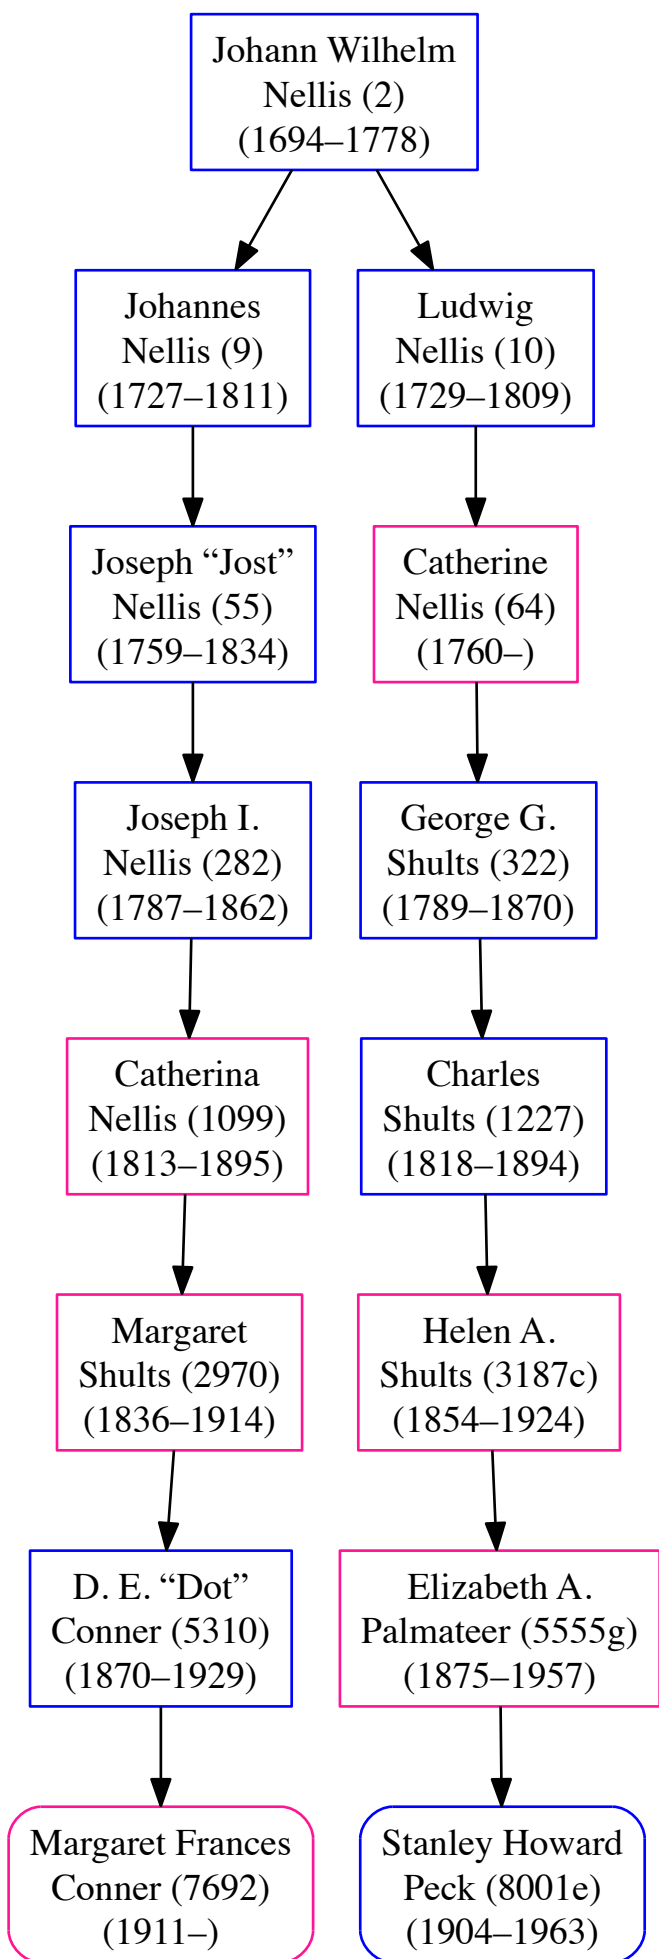 Johann Wilhelm
Nellis (2)
(1694–1778)
Johannes
Nellis (9)
(1727–1811)
Ludwig
Nellis (10)
(1729–1809)
Joseph “Jost”
Nellis (55)
(1759–1834)
Catherine
Nellis (64)
(1760–)
Joseph I.
Nellis (282)
(1787–1862)
George G.
Shults (322)
(1789–1870)
Catherina
Nellis (1099)
(1813–1895)
Charles
Shults (1227)
(1818–1894)
Margaret
Shults (2970)
(1836–1914)
Helen A.
Shults (3187c)
(1854–1924)
D. E. “Dot”
Conner (5310)
(1870–1929)
Elizabeth A.
Palmateer (5555g)
(1875–1957)
Margaret Frances
Conner (7692)
(1911–)
Stanley Howard
Peck (8001e)
(1904–1963)